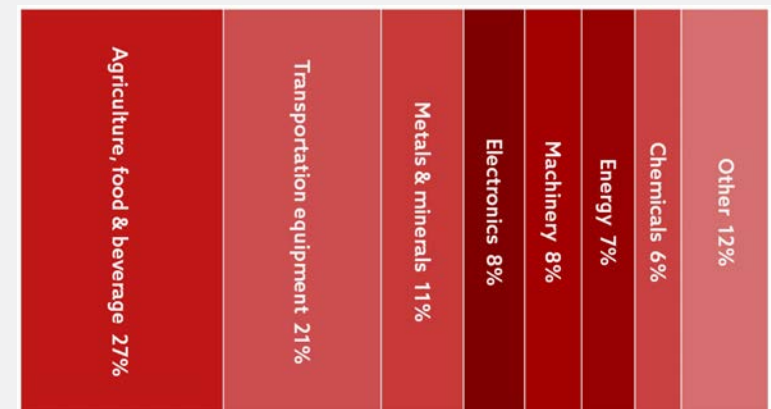 Agriculture, food & beverage 27%
Transportation equipment 21%
Metals & minerals 11%
Electronics 8%
Machinery 8%
Energy 7%
Chemicals 6%
Other 12%